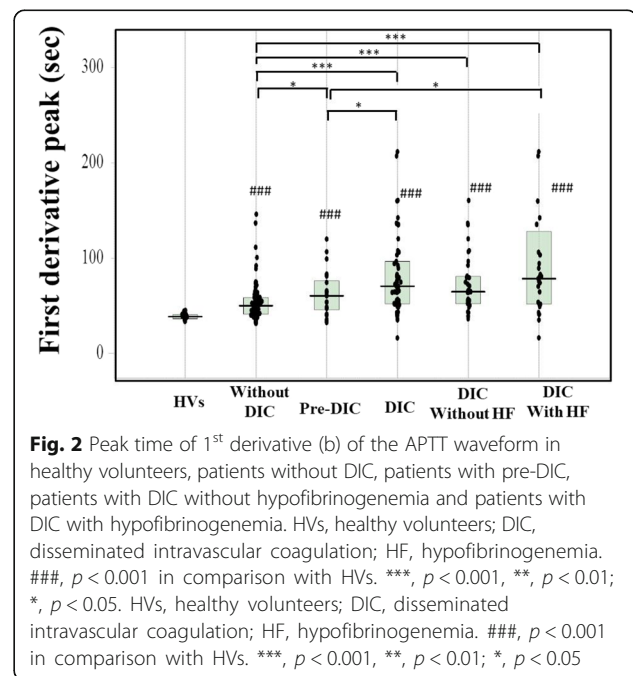 ***
***
***
*
*
*
300
200
100
0
First derivative peak (sec)
###
###
###
###
###
HVs
Without DIC
Pre-DIC
DIC
DIC Without HF
DIC With HF
Fig. 2 Peak time of 1st derivative (b) of the APTT waveform in
healthy volunteers, patients without DIC, patients with pre-DIC,
patients with DIC without hypofibrinogenemia and patients with
DIC with hypofibrinogenemia. HVs, healthy volunteers; DIC,
disseminated intravascular coagulation; HF, hypofibrinogenemia.
###, p < 0.001 in comparison with HVs. ***, p < 0.001, **, p < 0.01;
*, p < 0.05. HVs, healthy volunteers; DIC, disseminated
intravascular coagulation; HF, hypofibrinogenemia. ###, p < 0.001
in comparison with HVs. ***, p < 0.001, **, p < 0.01; *, p < 0.05